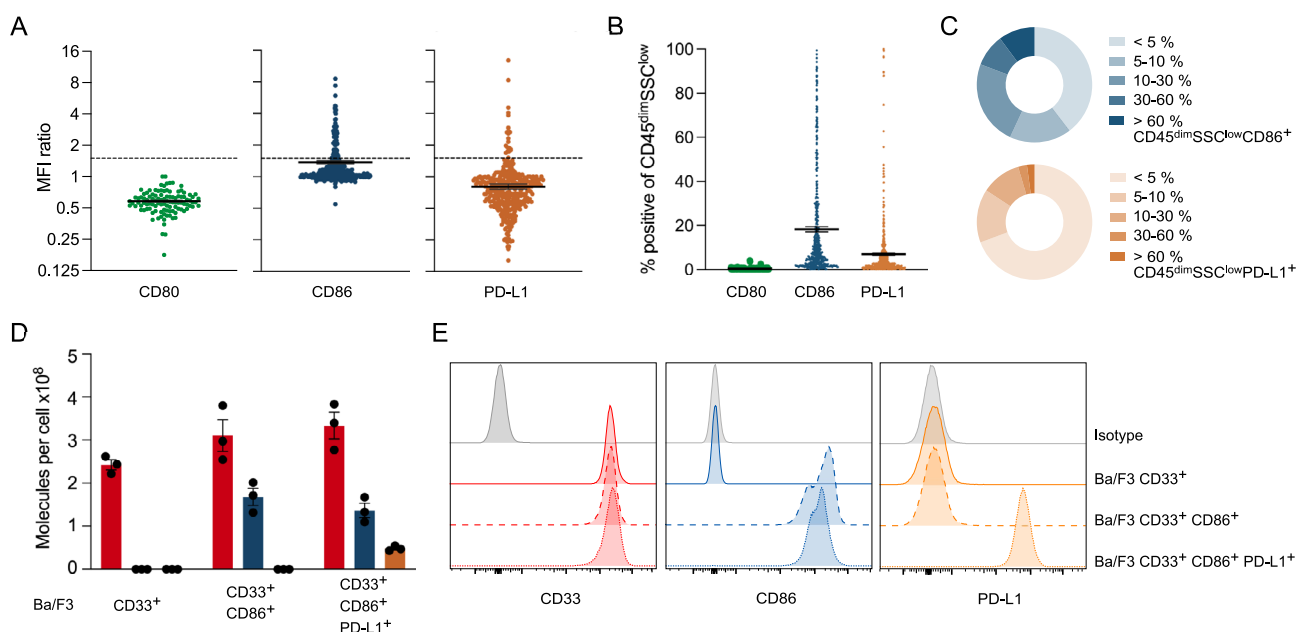 A
16
8
4
2
1
0.5
0.25
0.125
MFI ratio
CD80
CD86
PD-L1
B
100
80
60
40
20
0
% positive of CD45ᵈⁱᵐSSCˡᵒʷ
CD80
CD86
PD-L1
C
< 5 %
5-10 %
10-30 %
30-60 %
> 60 %
CD45ᵈⁱᵐSSCˡᵒʷCD86⁺
< 5 %
5-10 %
10-30 %
30-60 %
> 60 %
CD45ᵈⁱᵐSSCˡᵒʷPD-L1⁺
D
5
4
3
2
1
0
Molecules per cell x10⁸
Ba/F3
CD33⁺
CD33⁺
CD86⁺
CD33⁺
CD86⁺
PD-L1⁺
E
Isotype
Ba/F3 CD33⁺
Ba/F3 CD33⁺ CD86⁺
Ba/F3 CD33⁺ CD86⁺ PD-L1⁺
CD33
CD86
PD-L1